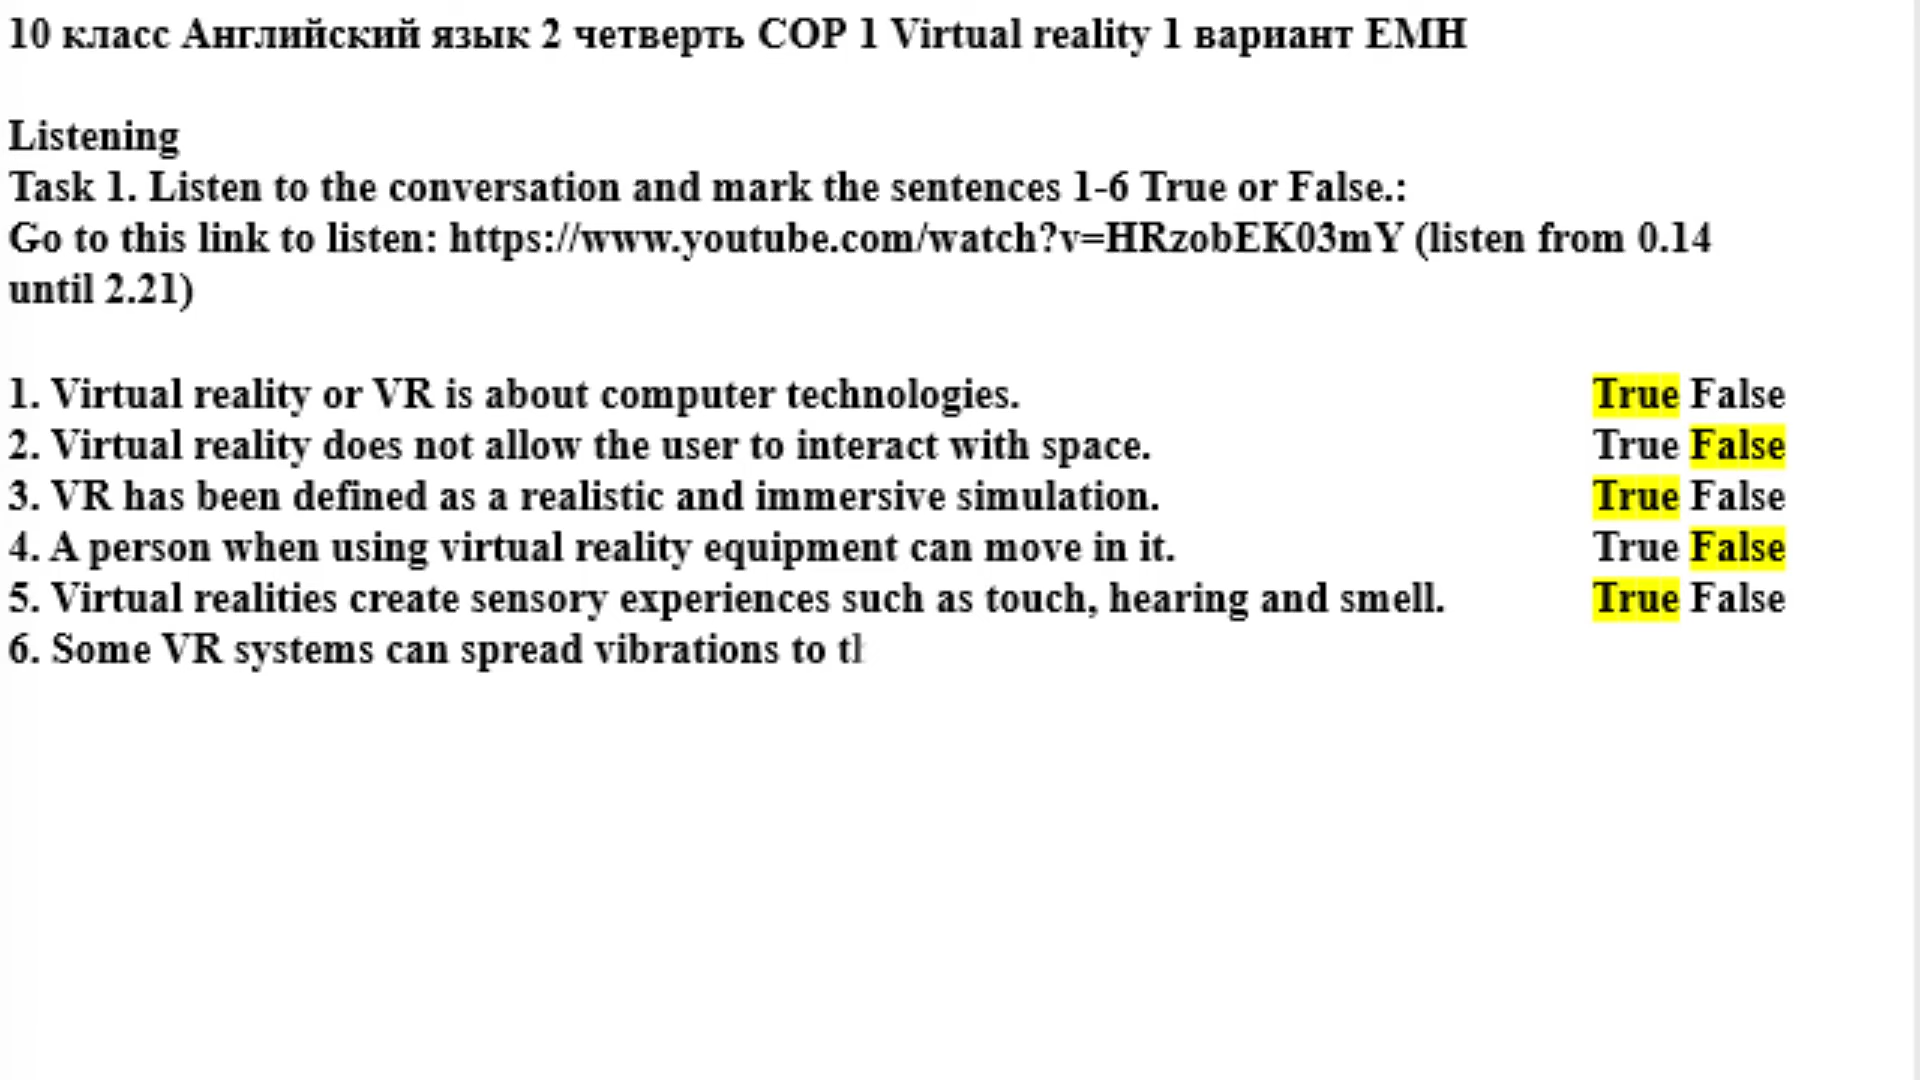 10 класс Английский язык 2 четверть СОР 1 Virtual reality 1 вариант ЕМН
Listening
Task 1. Listen to the conversation and mark the sentences 1-6 True or False.:
Go to this link to listen: https://www.youtube.com/watch?v=HRzobEK03mY (listen from 0.14
until 2.21)
1. Virtual reality or VR is about computer technologies. True False
2. Virtual reality does not allow the user to interact with space. True False
3. VR has been defined as a realistic and immersive simulation. True False
4. A person when using virtual reality equipment can move in it. True False
5. Virtual realities create sensory experiences such as touch, hearing and smell. True False
6. Some VR systems can spread vibrations to